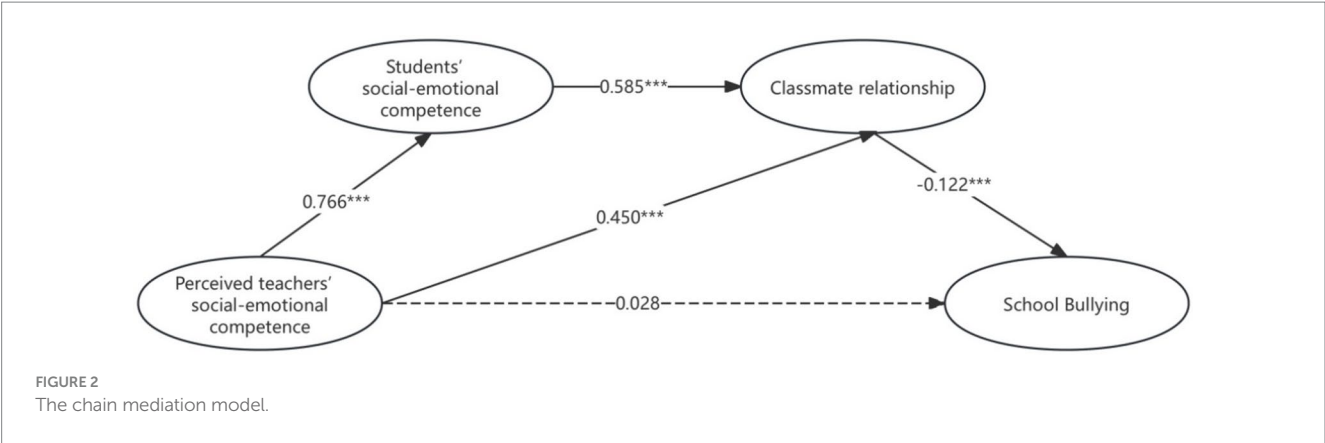 Students’
social-emotional
competence
0.585***
Classmate relationship
0.766***
0.450***
-0.122***
Perceived teachers’
social-emotional
competence
0.028
School Bullying
FIGURE 2
The chain mediation model.